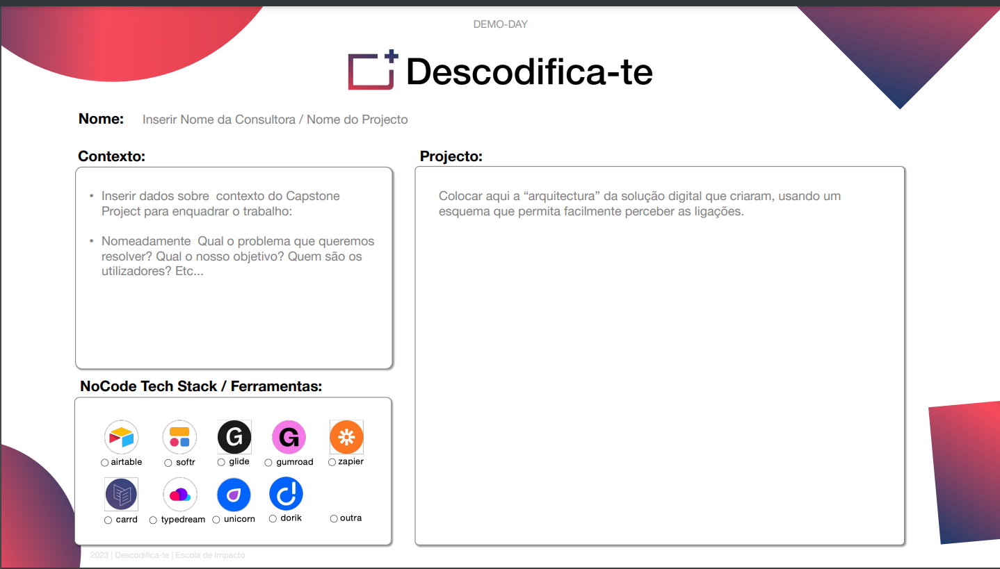 DEMO-DAY
Descodifica-te
Nome: Inserir Nome da Consultora / Nome do Projecto
Contexto:
• Inserir dados sobre contexto do Capstone
Project para enquadrar o trabalho:
• Nomeadamente Qual o problema que queremos
resolver? Qual o nosso objetivo? Quem são os
utilizadores? Etc...
NoCode Tech Stack / Ferramentas:
airtable softr glide gumroad zapier
carrd typedream unicorn dorik outra
Projecto:
Colocar aqui a “arquitectura” da solução digital que criaram, usando um
esquema que permita facilmente perceber as ligações.
2023 | Descodifica-te | Escola de Impacto